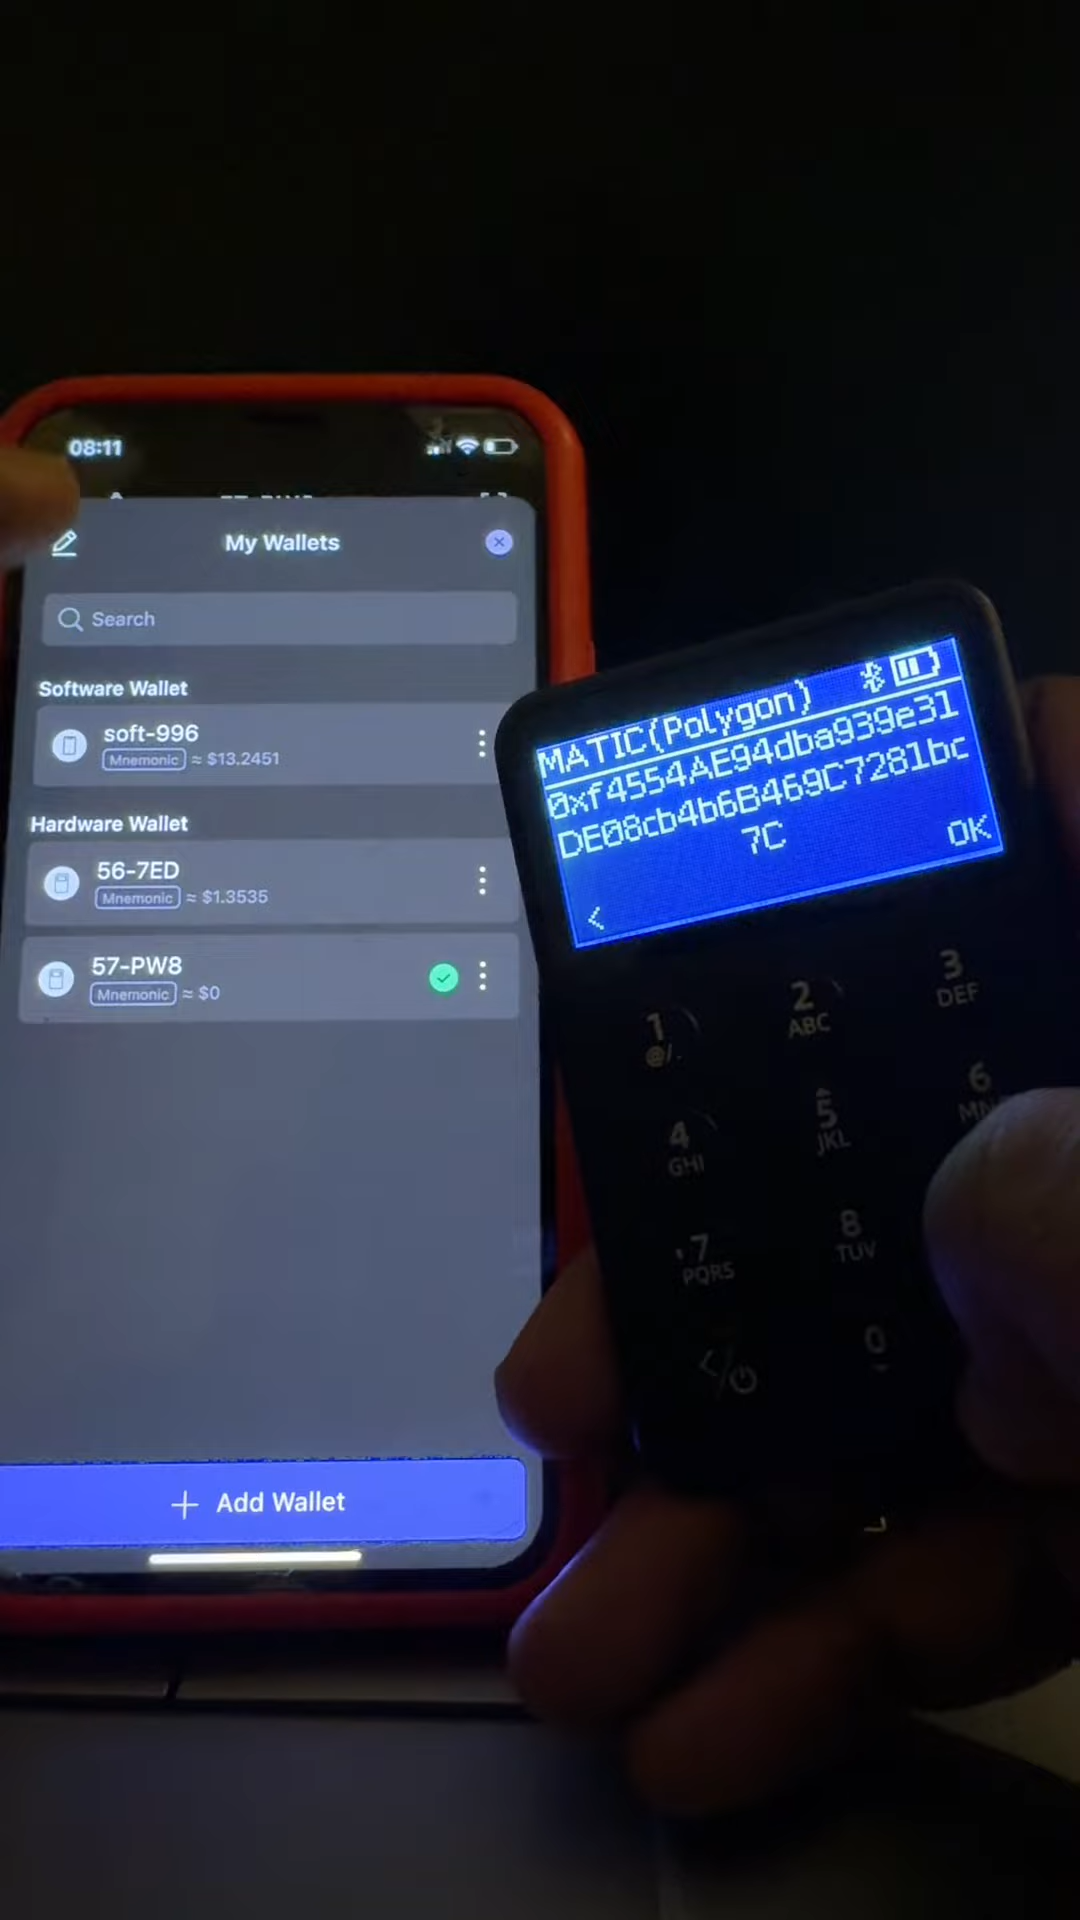 08:11
My Wallets
Search
Software Wallet
soft-996
Mnemonic ≈ $13.2451
Hardware Wallet
56-7ED
Mnemonic ≈ $1.3535
57-PW8
Mnemonic ≈ $0
+ Add Wallet
MATIC(Polygon)
0xf4554AE94dba939e31
DE08cb4b6B469C7281bc
7C
OK
<
1
@/.
2
ABC
3
DEF
4
GHI
5
JKL
6
7
PQRS
8
TUV
0